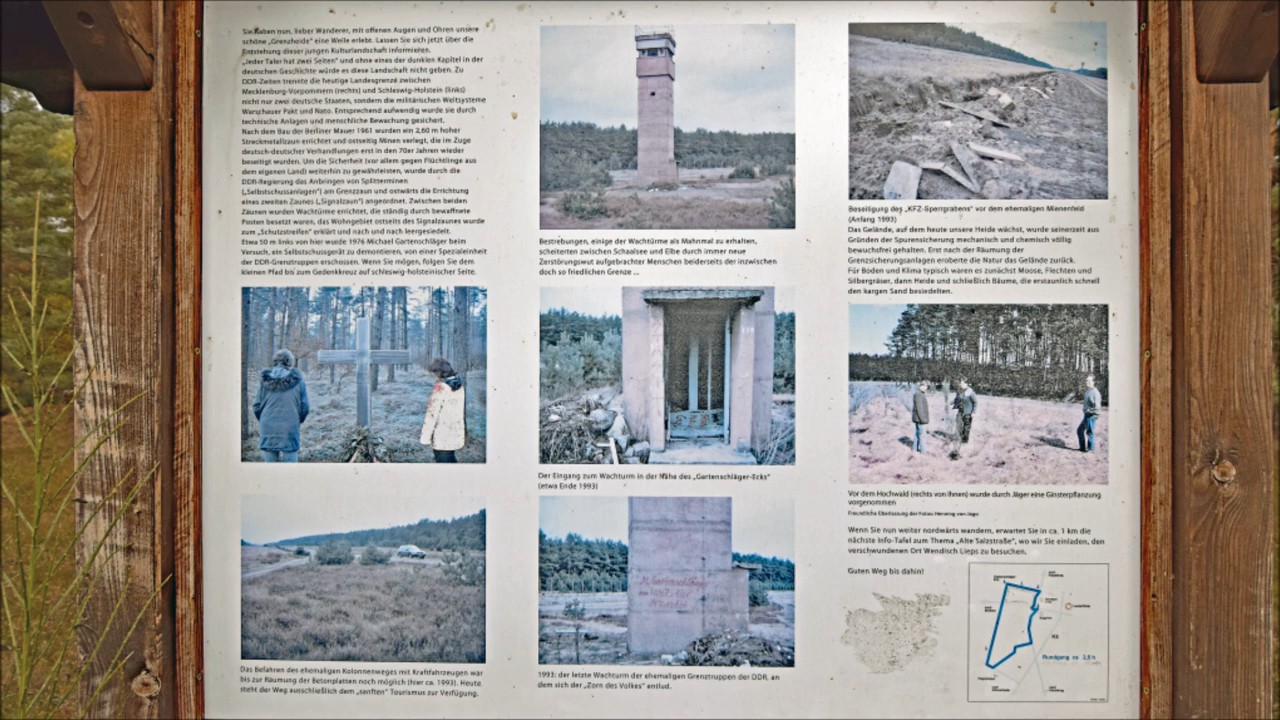 Sie haben nun, lieber Wanderer, mit offenen Augen und Ohren unsere
schöne „Grenzheide" eine Weile erlebt. Lassen Sie sich jetzt über die
Entstehung dieser jungen Kulturlandschaft informieren.
„Jeder Taler hat zwei Seiten" und ohne eines der dunklen Kapitel in der
deutschen Geschichte würde es diese Landschaft nicht geben. Zu
DDR-Zeiten trennte die heutige Landesgrenze zwischen
Mecklenburg-Vorpommern (rechts) und Schleswig-Holstein (links)
nicht nur zwei deutsche Staaten, sondern die militärischen Weltsysteme
Warschauer Pakt und Nato. Entsprechend aufwendig wurde sie durch
technische Anlagen und menschliche Bewachung gesichert.
Nach dem Bau der Berliner Mauer 1961 wurden ein 2,60 m hoher
Streckmetallzaun errichtet und ostseitig Minen verlegt, die im Zuge
deutsch-deutscher Verhandlungen erst in den 70er Jahren wieder
beseitigt wurden. Um die Sicherheit (vor allem gegen Flüchtlinge aus
dem eigenen Land) weiterhin zu gewährleisten, wurde durch die
DDR-Regierung das Anbringen von Splitterminen
(„Selbstschussanlagen") am Grenzzaun und ostwärts die Errichtung
eines zweiten Zaunes („Signalzaun") angeordnet. Zwischen beiden
Zäunen wurden Wachtürme errichtet, die ständig durch bewaffnete
Posten besetzt waren, das Wohngebiet ostseits des Signalzaunes wurde
zum „Schutzstreifen" erklärt und nach und nach leergesiedelt.
Etwa 50 m links von hier wude 1976 Michael Gartenschläger beim
Versuch, ein Selbstschussgerät zu demontieren, von einer Spezialeinheit
der DDR-Grenztruppen erschossen. Wenn Sie mögen, folgen Sie dem
kleinen Pfad bis zum Gedenkkreuz auf schleswig-holsteinischer Seite.
Das Befahren des ehemaligen Kolonnenweges mit Kraftfahrzeugen war
bis zur Räumung der Betonplatten noch möglich (hier ca. 1993). Heute
steht der Weg ausschließlich dem „sanften" Tourismus zur Verfügung.
Bestrebungen, einige der Wachtürme als Mahnmal zu erhalten,
scheiterten zwischen Schaalsee und Elbe durch immer neue
Zerstörungswut aufgebrachter Menschen beiderseits der inzwischen
doch so friedlichen Grenze ...
Der Eingang zum Wachturm in der Nähe des „Gartenschläger-Ecks"
(etwa Ende 1993)
1993: der letzte Wachturm der ehemaligen Grenztruppen der DDR, an
dem sich der „Zorn des Volkes" entlud.
Beseitigung des „KFZ-Sperrgrabens" vor dem ehemaligen Mienenfeld
(Anfang 1993)
Das Gelände, auf dem heute unsere Heide wächst, wurde seinerzeit aus
Gründen der Spurensicherung mechanisch und chemisch völlig
bewuchsfrei gehalten. Erst nach der Räumung der
Grenzsicherungsanlagen eroberte die Natur das Gelände zurück.
Für Boden und Klima typisch waren es zunächst Moose, Flechten und
Silbergräser, dann Heide und schließlich Bäume, die erstaunlich schnell
den kargen Sand besiedelten.
Vor dem Hochwald (rechts von Ihnen) wurde durch Jäger eine Ginsterpflanzung
vorgenommen
Freundliche Überlassung der Fotos: Henning von Jagow
Wenn Sie nun weiter nordwärts wandern, erwartet Sie in ca. 1 km die
nächste Info-Tafel zum Thema „Alte Salzstraße", wo wir Sie einladen, den
verschwundenen Ort Wendisch Lieps zu besuchen.
Guten Weg bis dahin!
Rundgang ca. 2,5 h